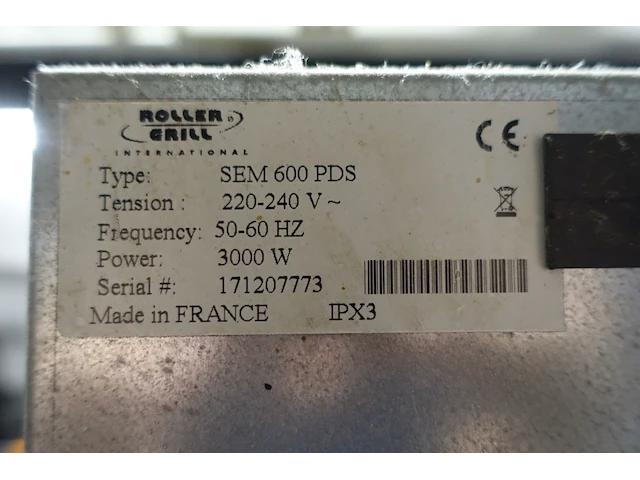 ROLLER
GRILL
INTERNATIONAL
CE
Type: SEM 600 PDS
Tension : 220-240 V ~
Frequency: 50-60 HZ
Power: 3000 W
Serial #: 171207773
Made in FRANCE IPX3